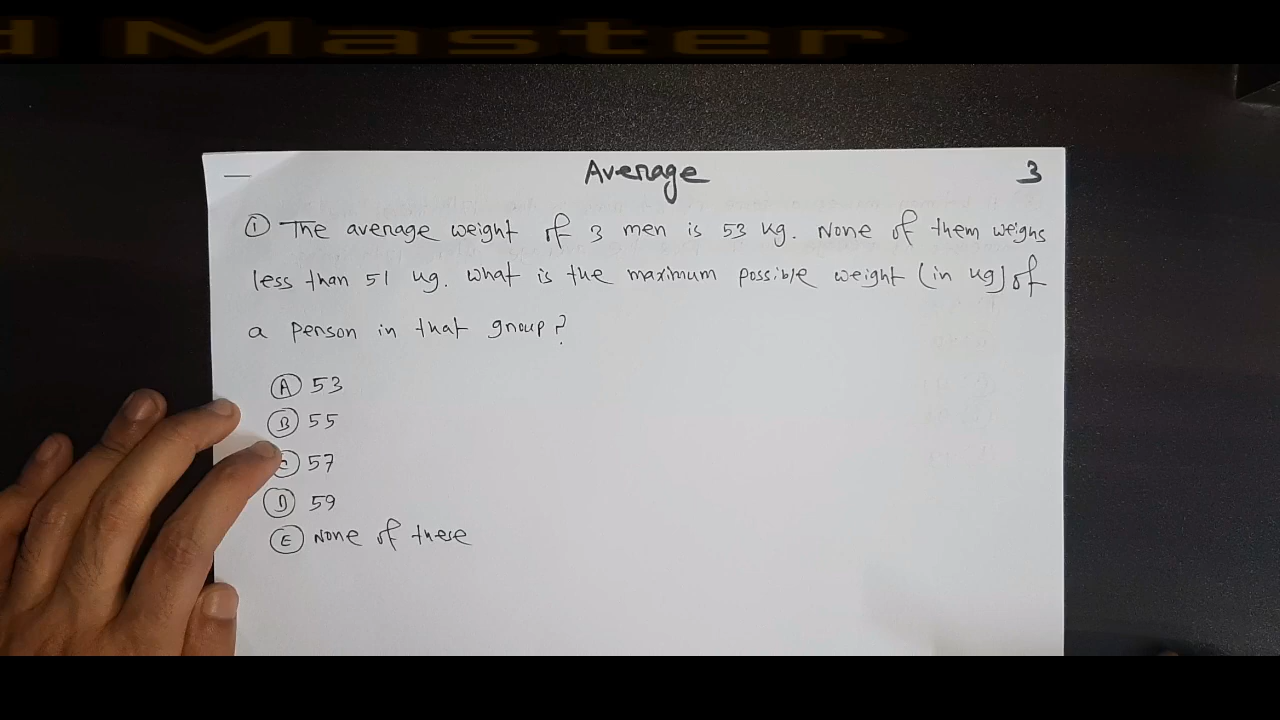 d Master
Average 3
① The average weight of 3 men is 53 kg. None of them weighs
less than 51 kg. what is the maximum possible weight (in kg) of
a person in that group?
Ⓐ 53
Ⓑ 55
Ⓒ 57
Ⓓ 59
Ⓔ None of these